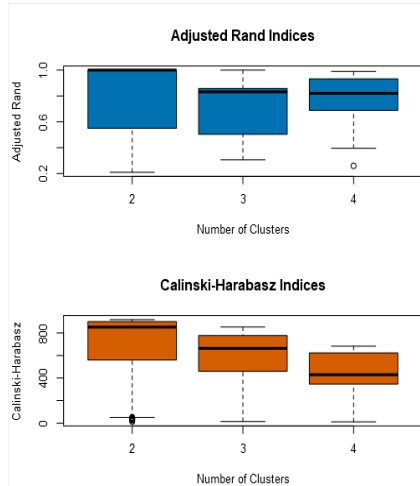 Adjusted Rand Indices
Adjusted Rand
1.0
0.6
0.2
2 3 4
Number of Clusters
Calinski-Harabasz Indices
Calinski-Harabasz
800
400
0
2 3 4
Number of Clusters